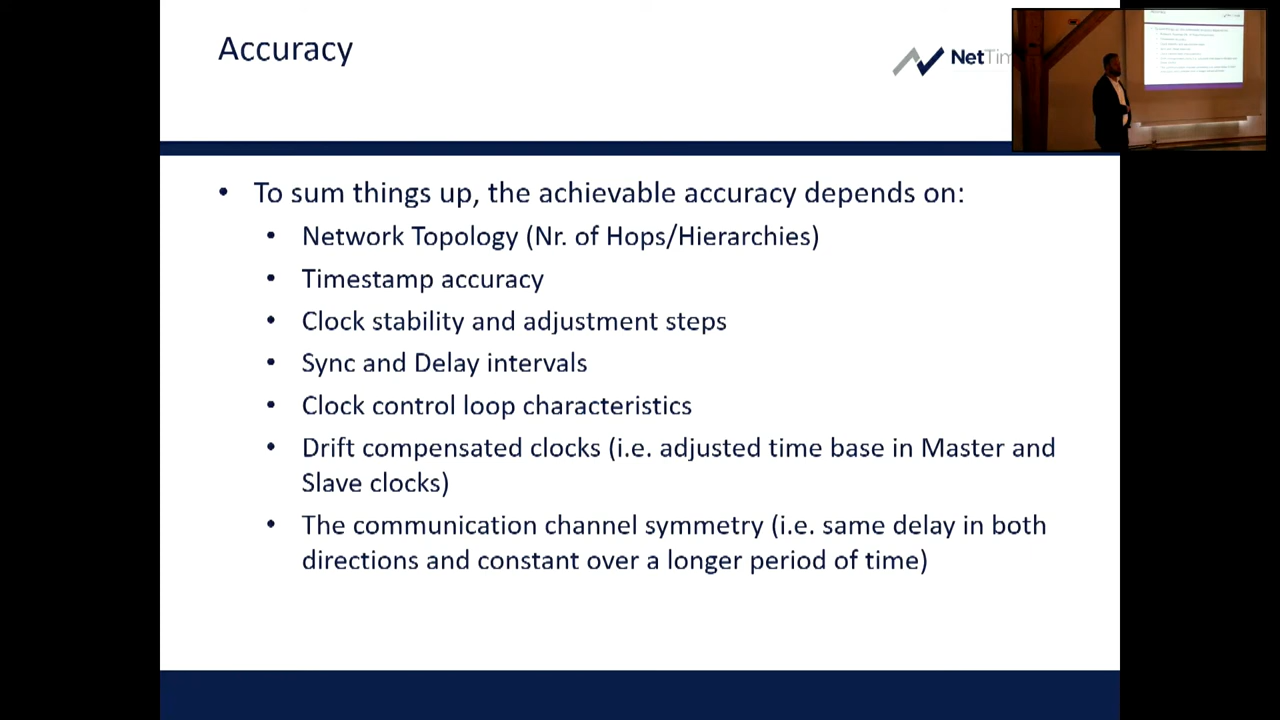 Accuracy
NetTim
• To sum things up, the achievable accuracy depends on:
• Network Topology (Nr. of Hops/Hierarchies)
• Timestamp accuracy
• Clock stability and adjustment steps
• Sync and Delay intervals
• Clock control loop characteristics
• Drift compensated clocks (i.e. adjusted time base in Master and
Slave clocks)
• The communication channel symmetry (i.e. same delay in both
directions and constant over a longer period of time)